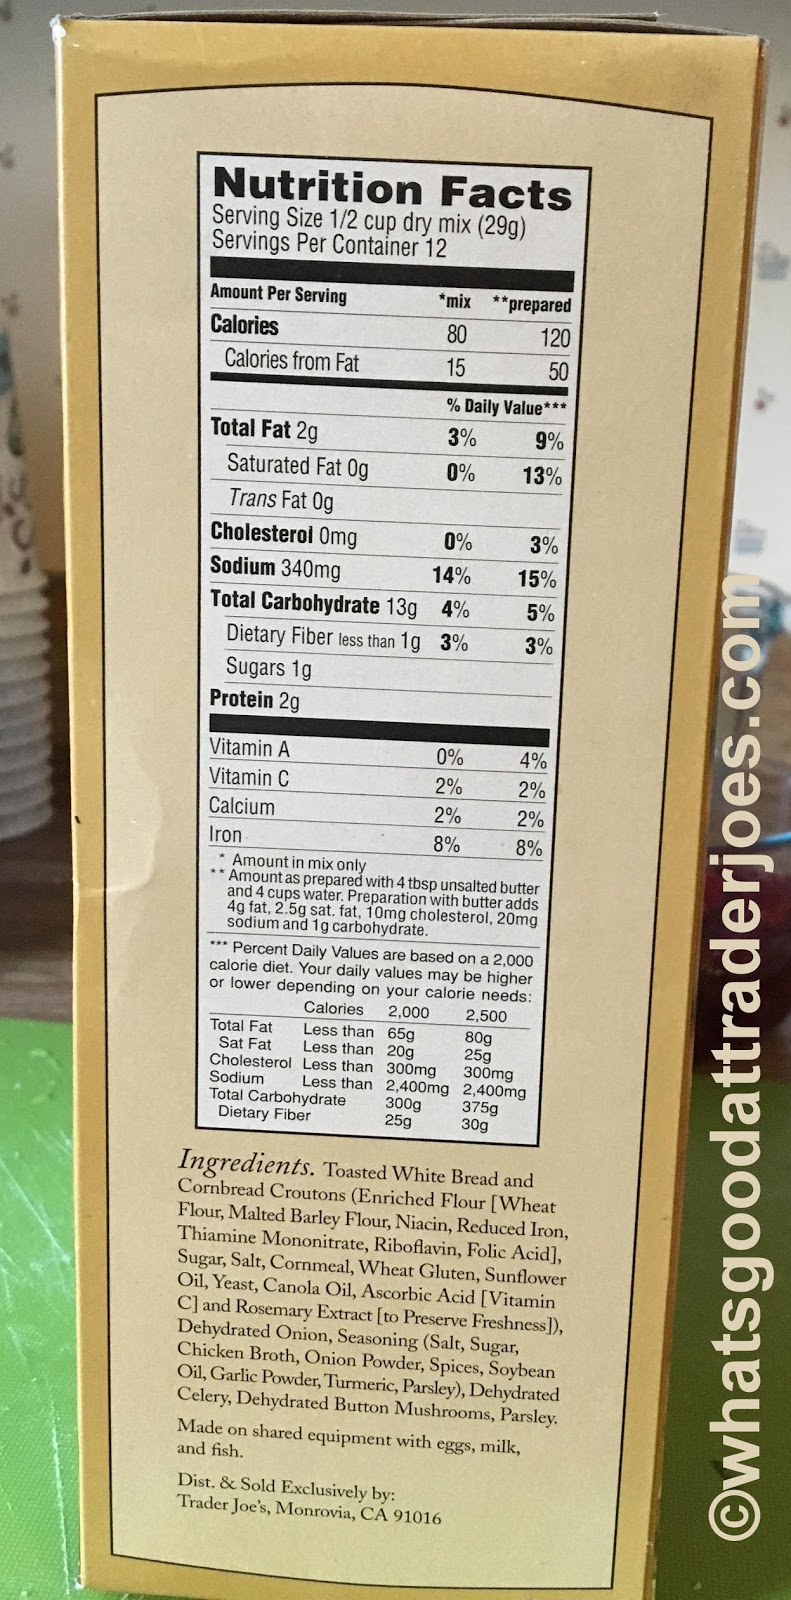 Nutrition Facts
Serving Size 1/2 cup dry mix (29g)
Servings Per Container 12
Amount Per Serving *mix **prepared
Calories 80 120
Calories from Fat 15 50
% Daily Value***
Total Fat 2g 3% 9%
Saturated Fat 0g 0% 13%
Trans Fat 0g
Cholesterol 0mg 0% 3%
Sodium 340mg 14% 15%
Total Carbohydrate 13g 4% 5%
Dietary Fiber less than 1g 3% 3%
Sugars 1g
Protein 2g
Vitamin A 0% 4%
Vitamin C 2% 2%
Calcium 2% 2%
Iron 8% 8%
* Amount in mix only
** Amount as prepared with 4 tbsp unsalted butter
and 4 cups water. Preparation with butter adds
4g fat, 2.5g sat. fat, 10mg cholesterol, 20mg
sodium and 1g carbohydrate.
*** Percent Daily Values are based on a 2,000
calorie diet. Your daily values may be higher
or lower depending on your calorie needs:
Calories 2,000 2,500
Total Fat Less than 65g 80g
Sat Fat Less than 20g 25g
Cholesterol Less than 300mg 300mg
Sodium Less than 2,400mg 2,400mg
Total Carbohydrate 300g 375g
Dietary Fiber 25g 30g
Ingredients. Toasted White Bread and
Cornbread Croutons (Enriched Flour [Wheat
Flour, Malted Barley Flour, Niacin, Reduced Iron,
Thiamine Mononitrate, Riboflavin, Folic Acid],
Sugar, Salt, Cornmeal, Wheat Gluten, Sunflower
Oil, Yeast, Canola Oil, Ascorbic Acid [Vitamin
C] and Rosemary Extract [to Preserve Freshness]),
Dehydrated Onion, Seasoning (Salt, Sugar,
Chicken Broth, Onion Powder, Spices, Soybean
Oil, Garlic Powder, Turmeric, Parsley), Dehydrated
Celery, Dehydrated Button Mushrooms, Parsley.
Made on shared equipment with eggs, milk,
and fish.
Dist. & Sold Exclusively by:
Trader Joe's, Monrovia, CA 91016
©whatsgoodattraderjoes.com